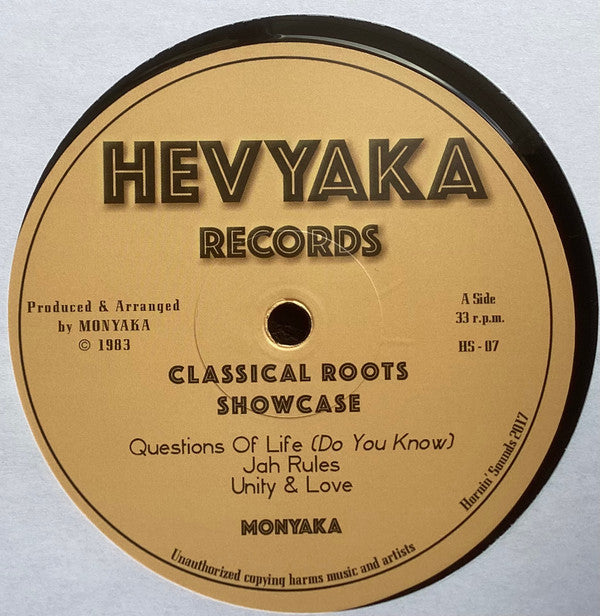 HEVYAKA
RECORDS
Produced & Arranged
by MONYAKA
© 1983
A Side
33 r.p.m.
HS - 07
CLASSICAL ROOTS
SHOWCASE
Questions Of Life (Do You Know)
Jah Rules
Unity & Love
MONYAKA
Hornin' Sounds 2017
Unauthorized copying harms music and artists